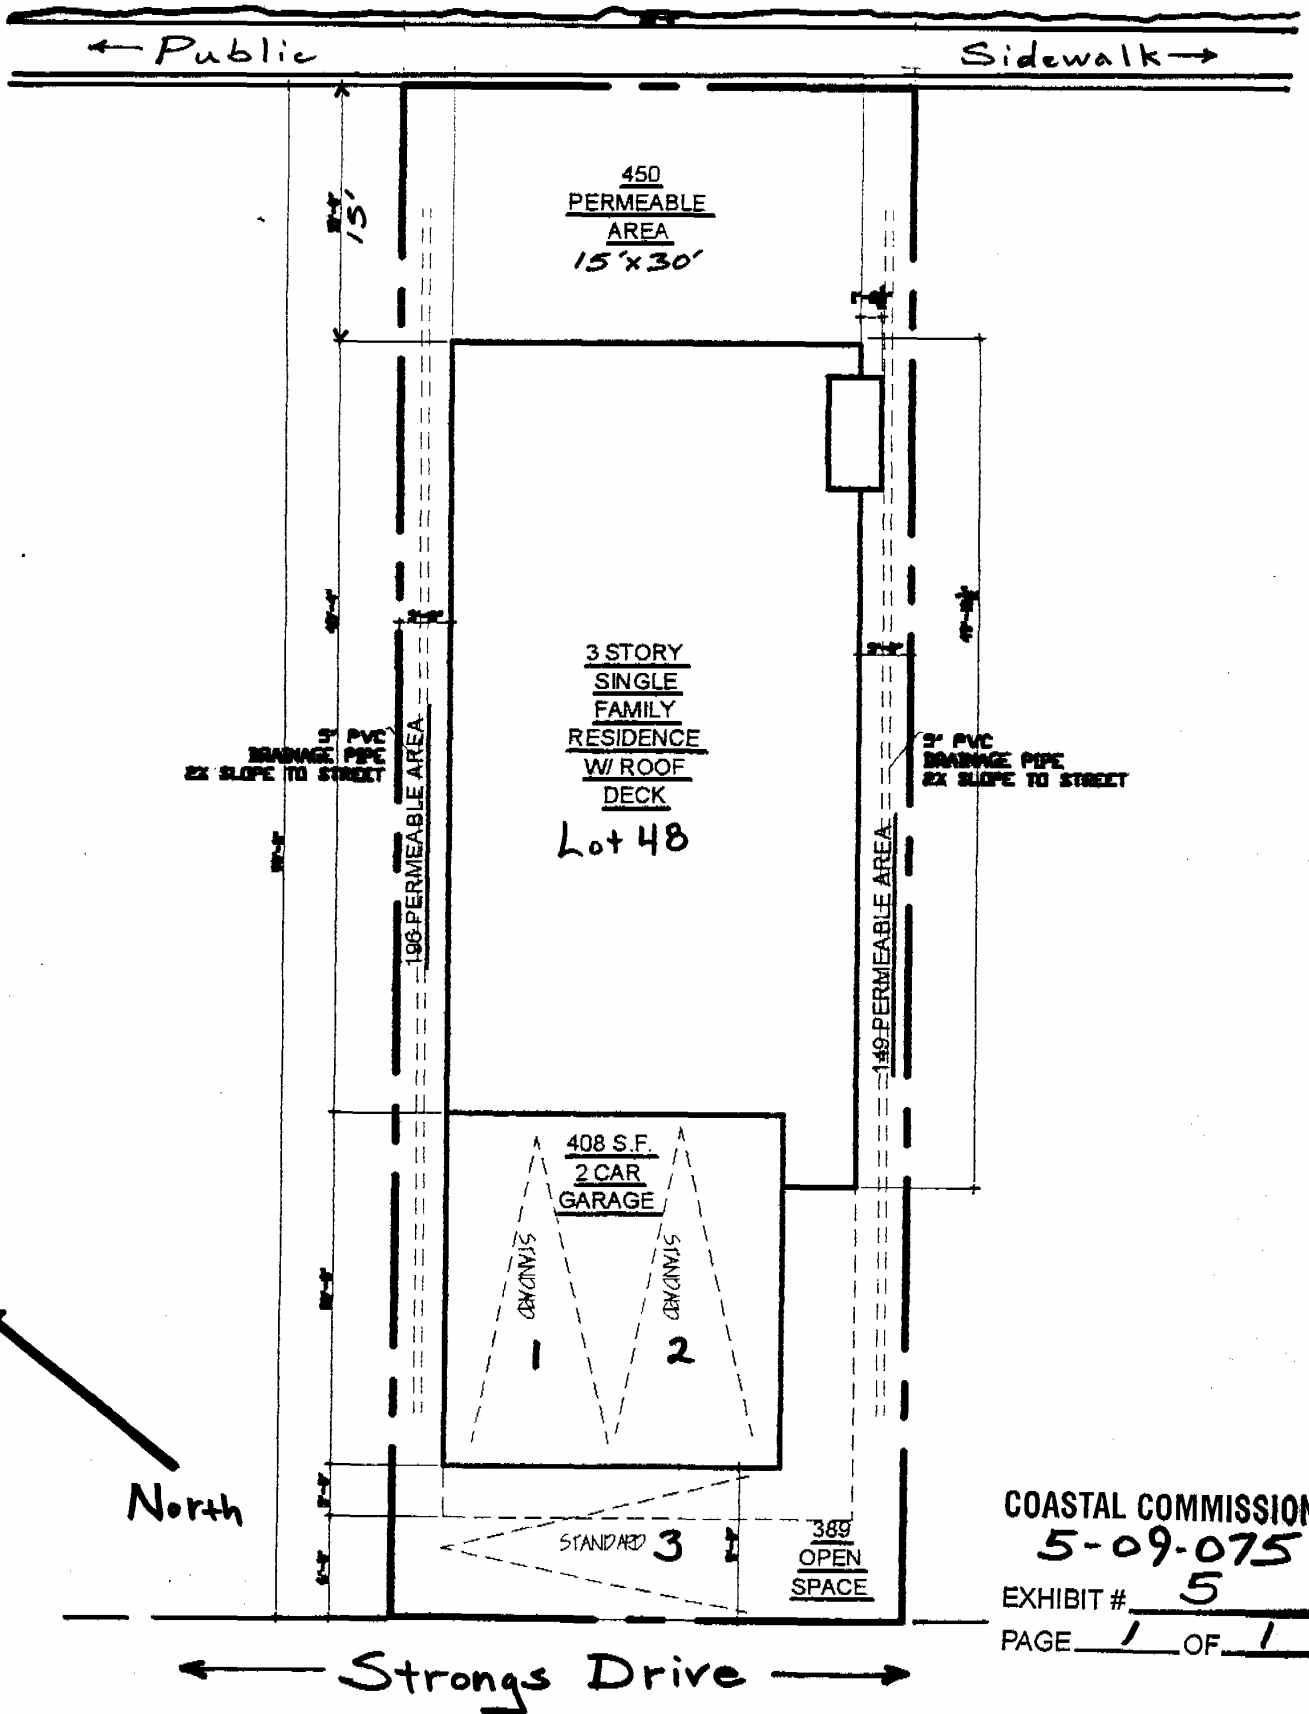 ← Public
Sidewalk →
15'
450
PERMEABLE
AREA
15'x30'
3 STORY
SINGLE
FAMILY
RESIDENCE
W/ ROOF
DECK
Lot 48
5" PVC
DRAINAGE PIPE
2% SLOPE TO STREET
5" PVC
DRAINAGE PIPE
2% SLOPE TO STREET
196 PERMEABLE AREA
149 PERMEABLE AREA
408 S.F.
2 CAR
GARAGE
STANDARD
1
STANDARD
2
North
STANDARD 3
389
OPEN
SPACE
COASTAL COMMISSION
5-09-075
EXHIBIT # 5
PAGE 1 OF 1
← Strongs Drive →